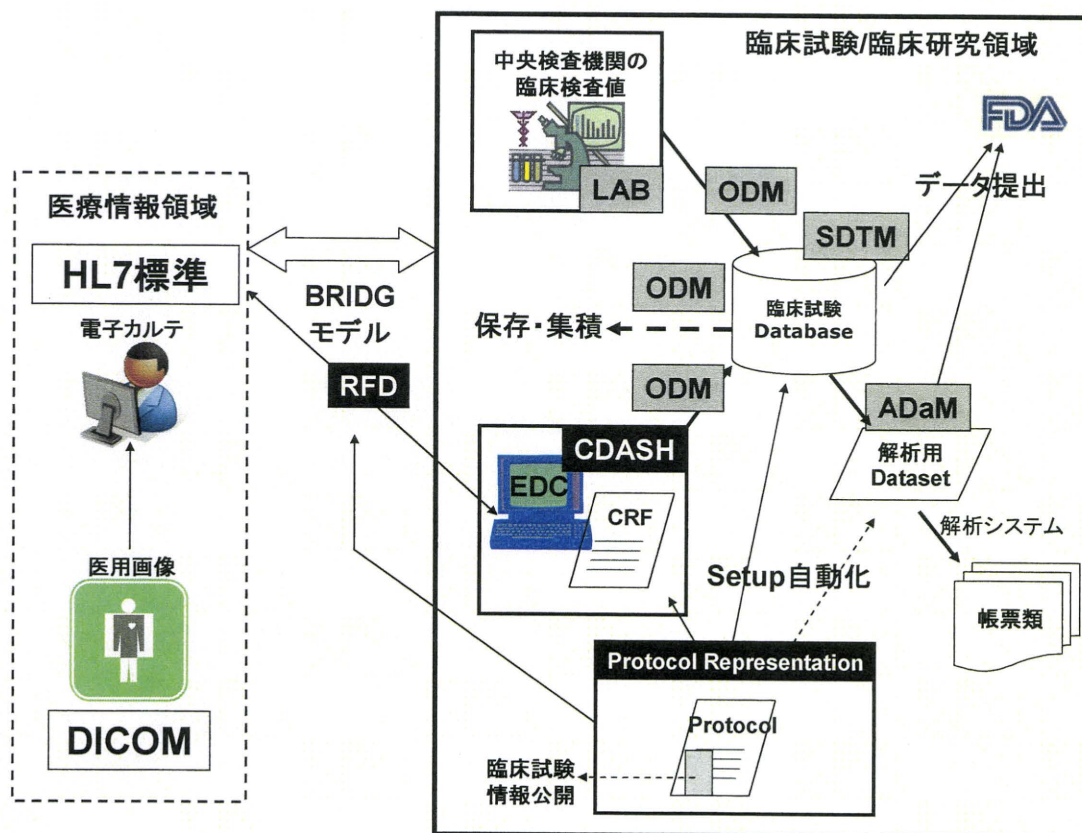 臨床試験/臨床研究領域
中央検査機関の
臨床検査値
LAB
FDA
データ提出
ODM
SDTM
医療情報領域
HL7標準
電子カルテ
BRIDG
モデル
RFD
ODM
保存・集積
臨床試験
Database
ODM
ADaM
解析用
Dataset
CDASH
EDC
CRF
解析システム
Setup自動化
帳票類
医用画像
DICOM
Protocol Representation
Protocol
臨床試験
情報公開